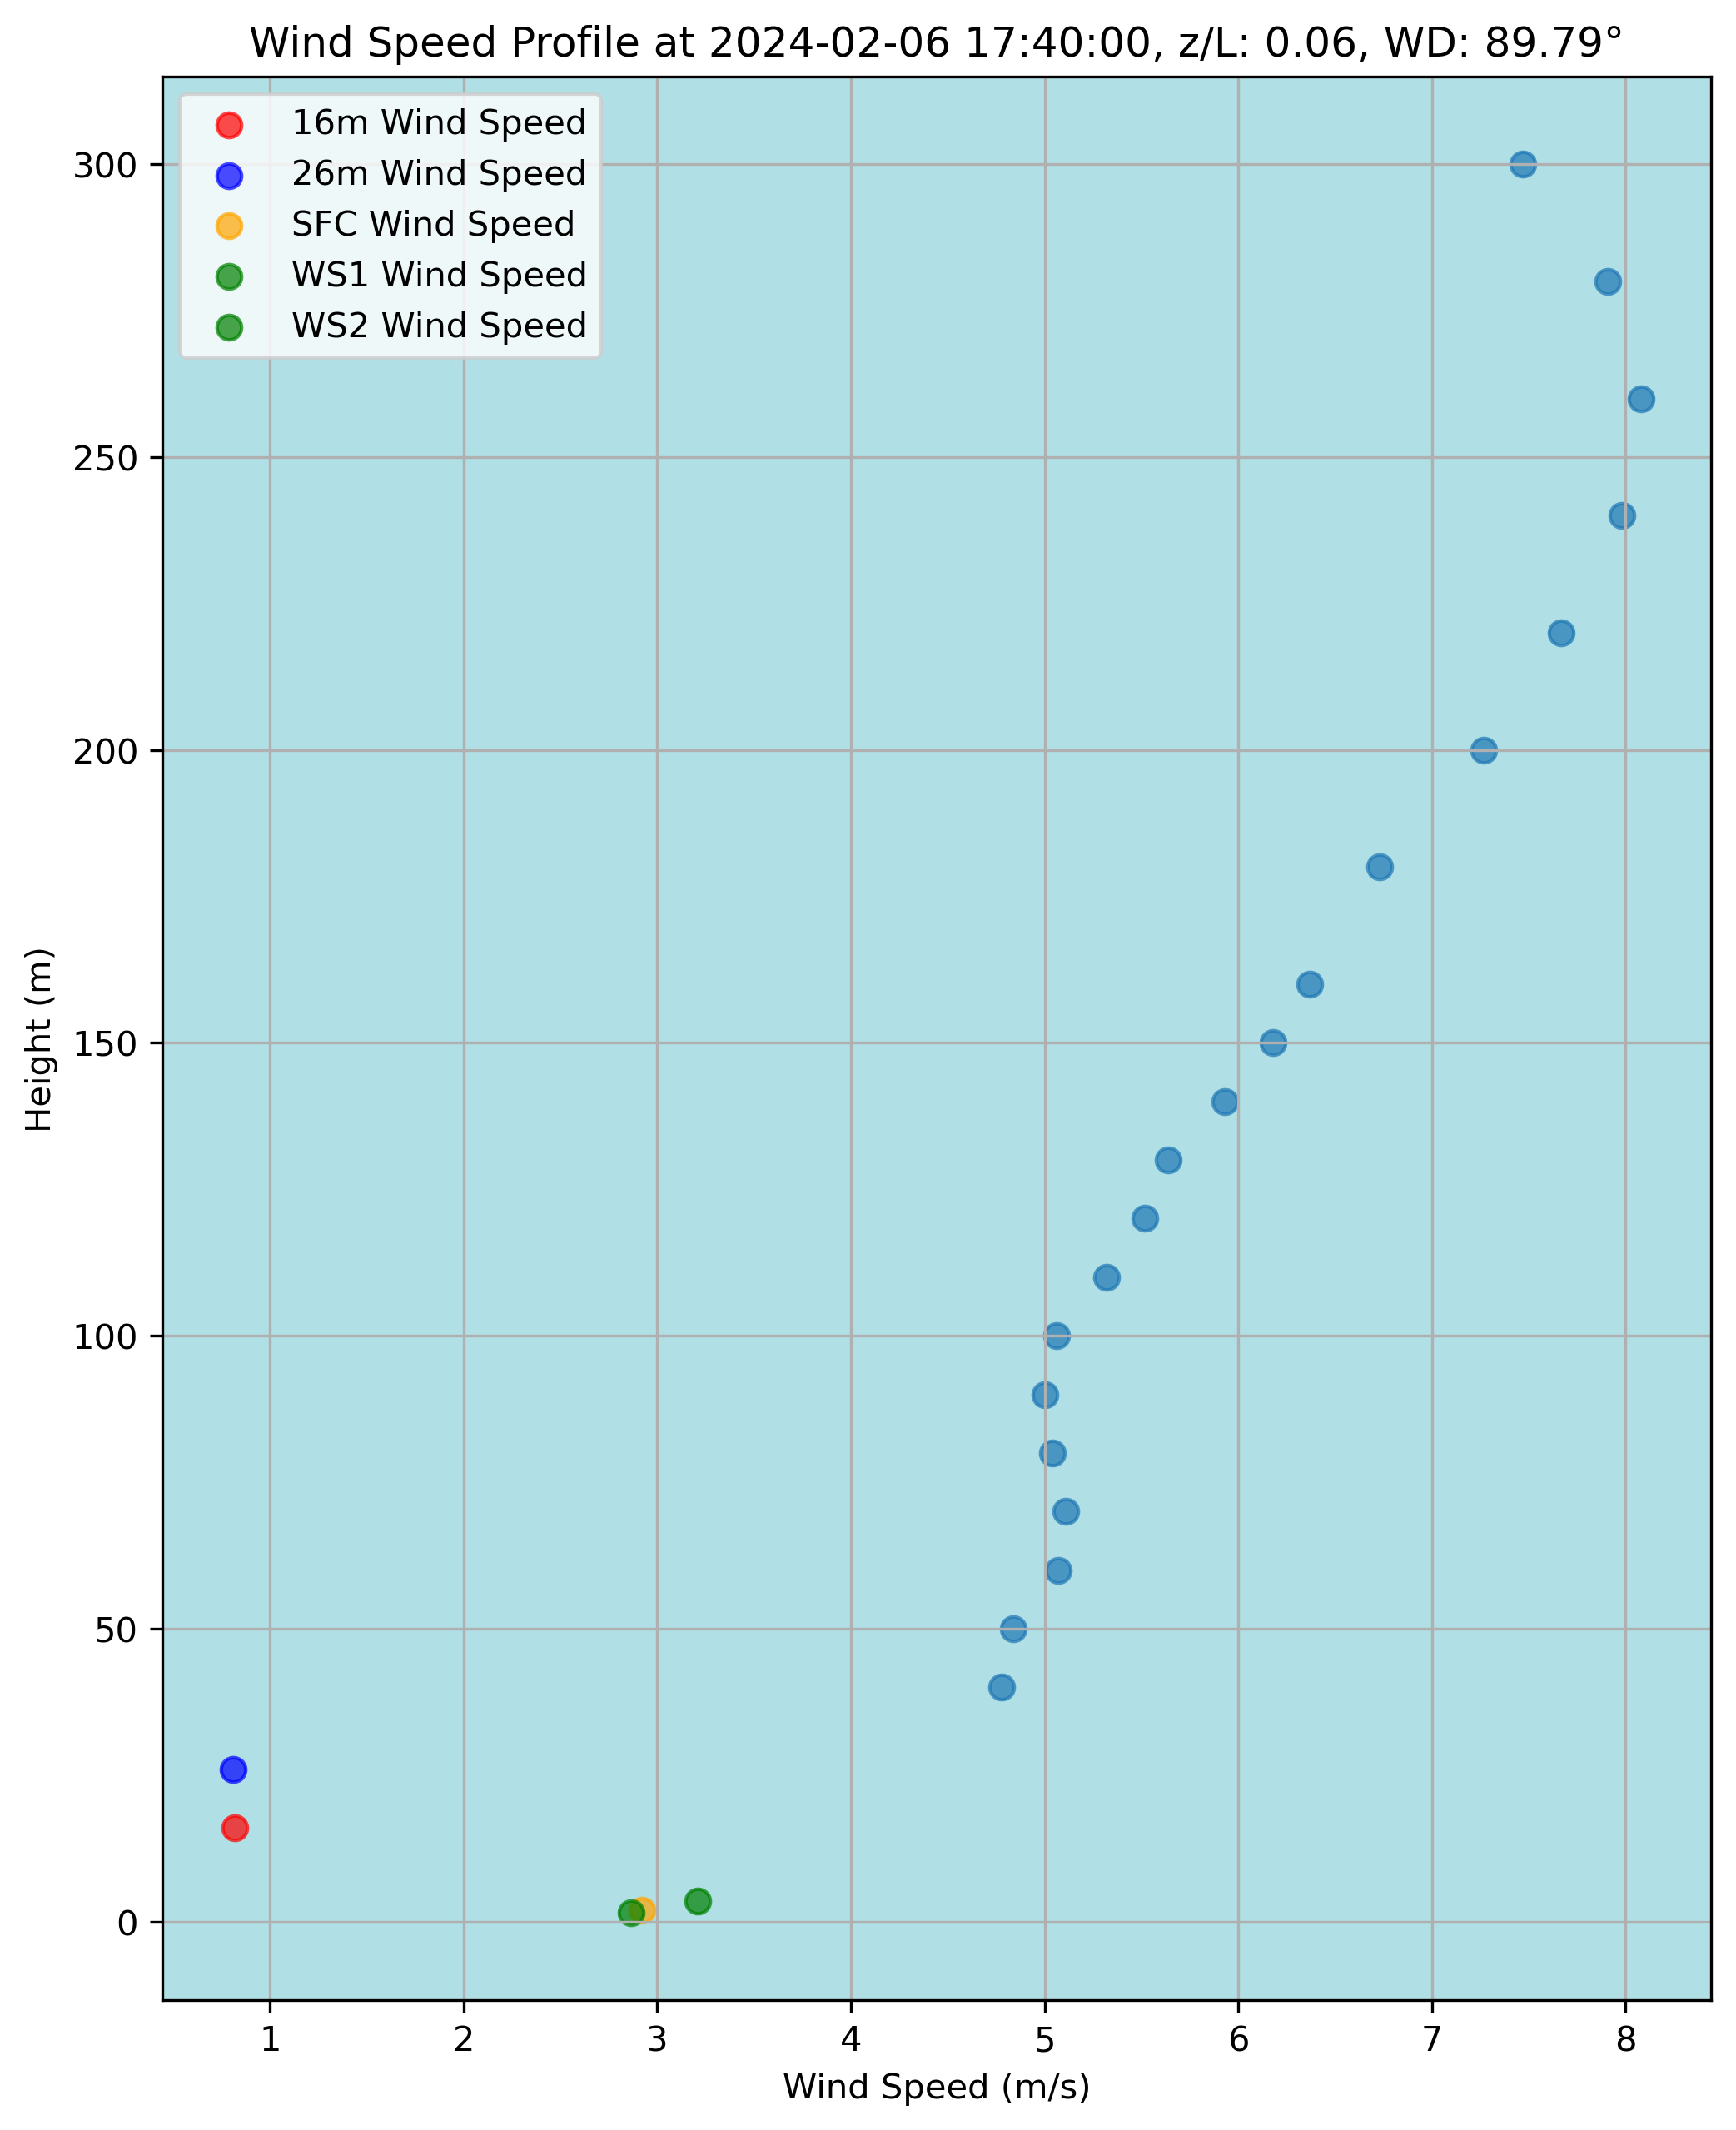 Wind Speed Profile at 2024-02-06 17:40:00, z/L: 0.06, WD: 89.79°
16m Wind Speed
26m Wind Speed
SFC Wind Speed
WS1 Wind Speed
WS2 Wind Speed
300
250
200
150
100
50
0
Height (m)
1 2 3 4 5 6 7 8
Wind Speed (m/s)